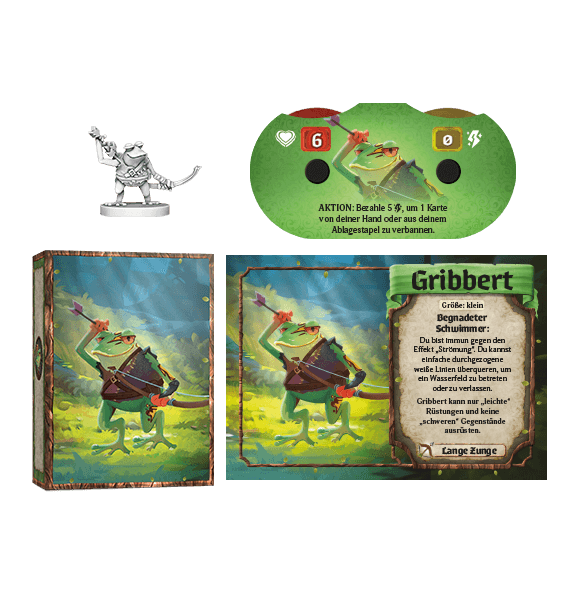 6
0
AKTION: Bezahle 5 , um 1 Karte
von deiner Hand oder aus deinem
Ablagestapel zu verbannen.
Gribbert
Größe: klein
Begnadeter
Schwimmer:
Du bist immun gegen den
Effekt „Strömung“. Du kannst
einfache durchgezogene
weiße Linien überqueren, um
ein Wasserfeld zu betreten
oder zu verlassen.
Gribbert kann nur „leichte“
Rüstungen und keine
„schweren“ Gegenstände
ausrüsten.
Lange Zunge